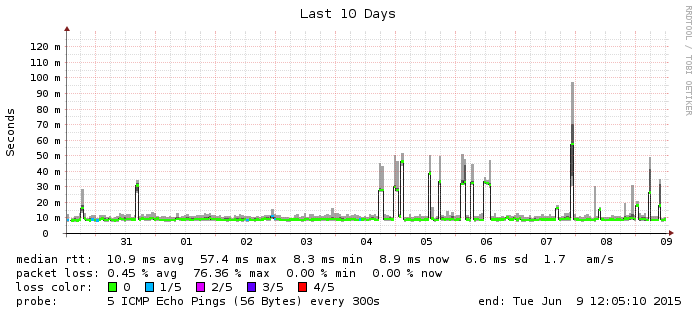 Last 10 Days
RRDTOOL / TOBI OETIKER
Seconds
120 m
110 m
100 m
90 m
80 m
70 m
60 m
50 m
40 m
30 m
20 m
10 m
0
31 01 02 03 04 05 06 07 08 09
median rtt: 10.9 ms avg 57.4 ms max 8.3 ms min 8.9 ms now 6.6 ms sd 1.7 am/s
packet loss: 0.45 % avg 76.36 % max 0.00 % min 0.00 % now
loss color: 0 1/5 2/5 3/5 4/5
probe: 5 ICMP Echo Pings (56 Bytes) every 300s end: Tue Jun 9 12:05:10 2015